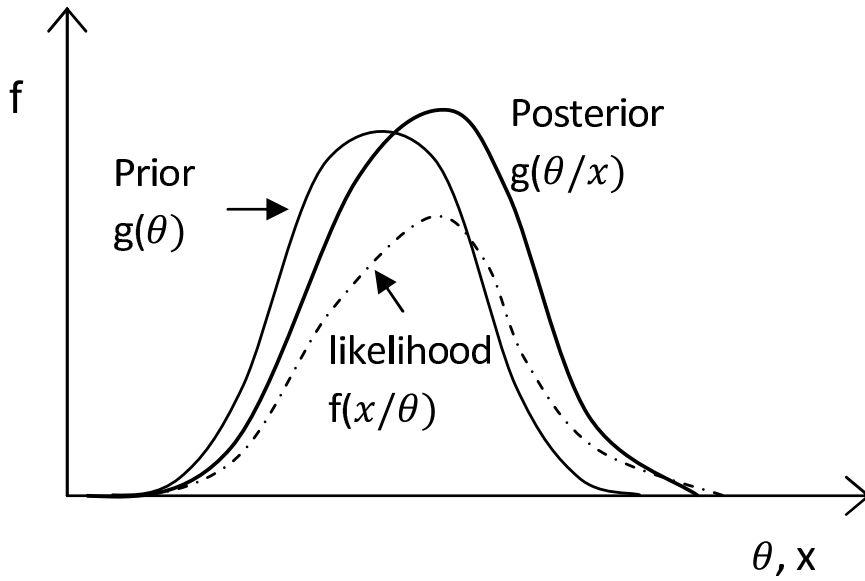 f
Prior
g(θ)
Posterior
g(θ/x)
likelihood
f(x/θ)
θ, x